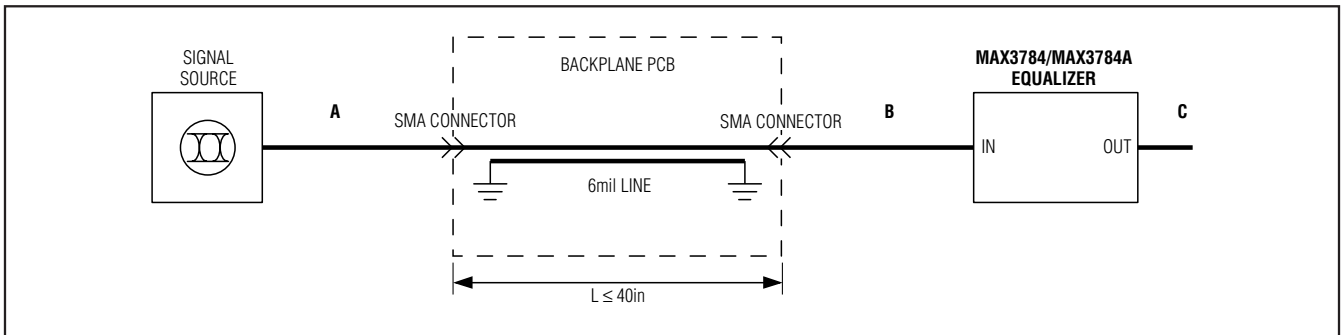 SIGNAL
SOURCE
A
SMA CONNECTOR
BACKPLANE PCB
SMA CONNECTOR
6mil LINE
L ≤ 40in
B
MAX3784/MAX3784A
EQUALIZER
IN
OUT
C